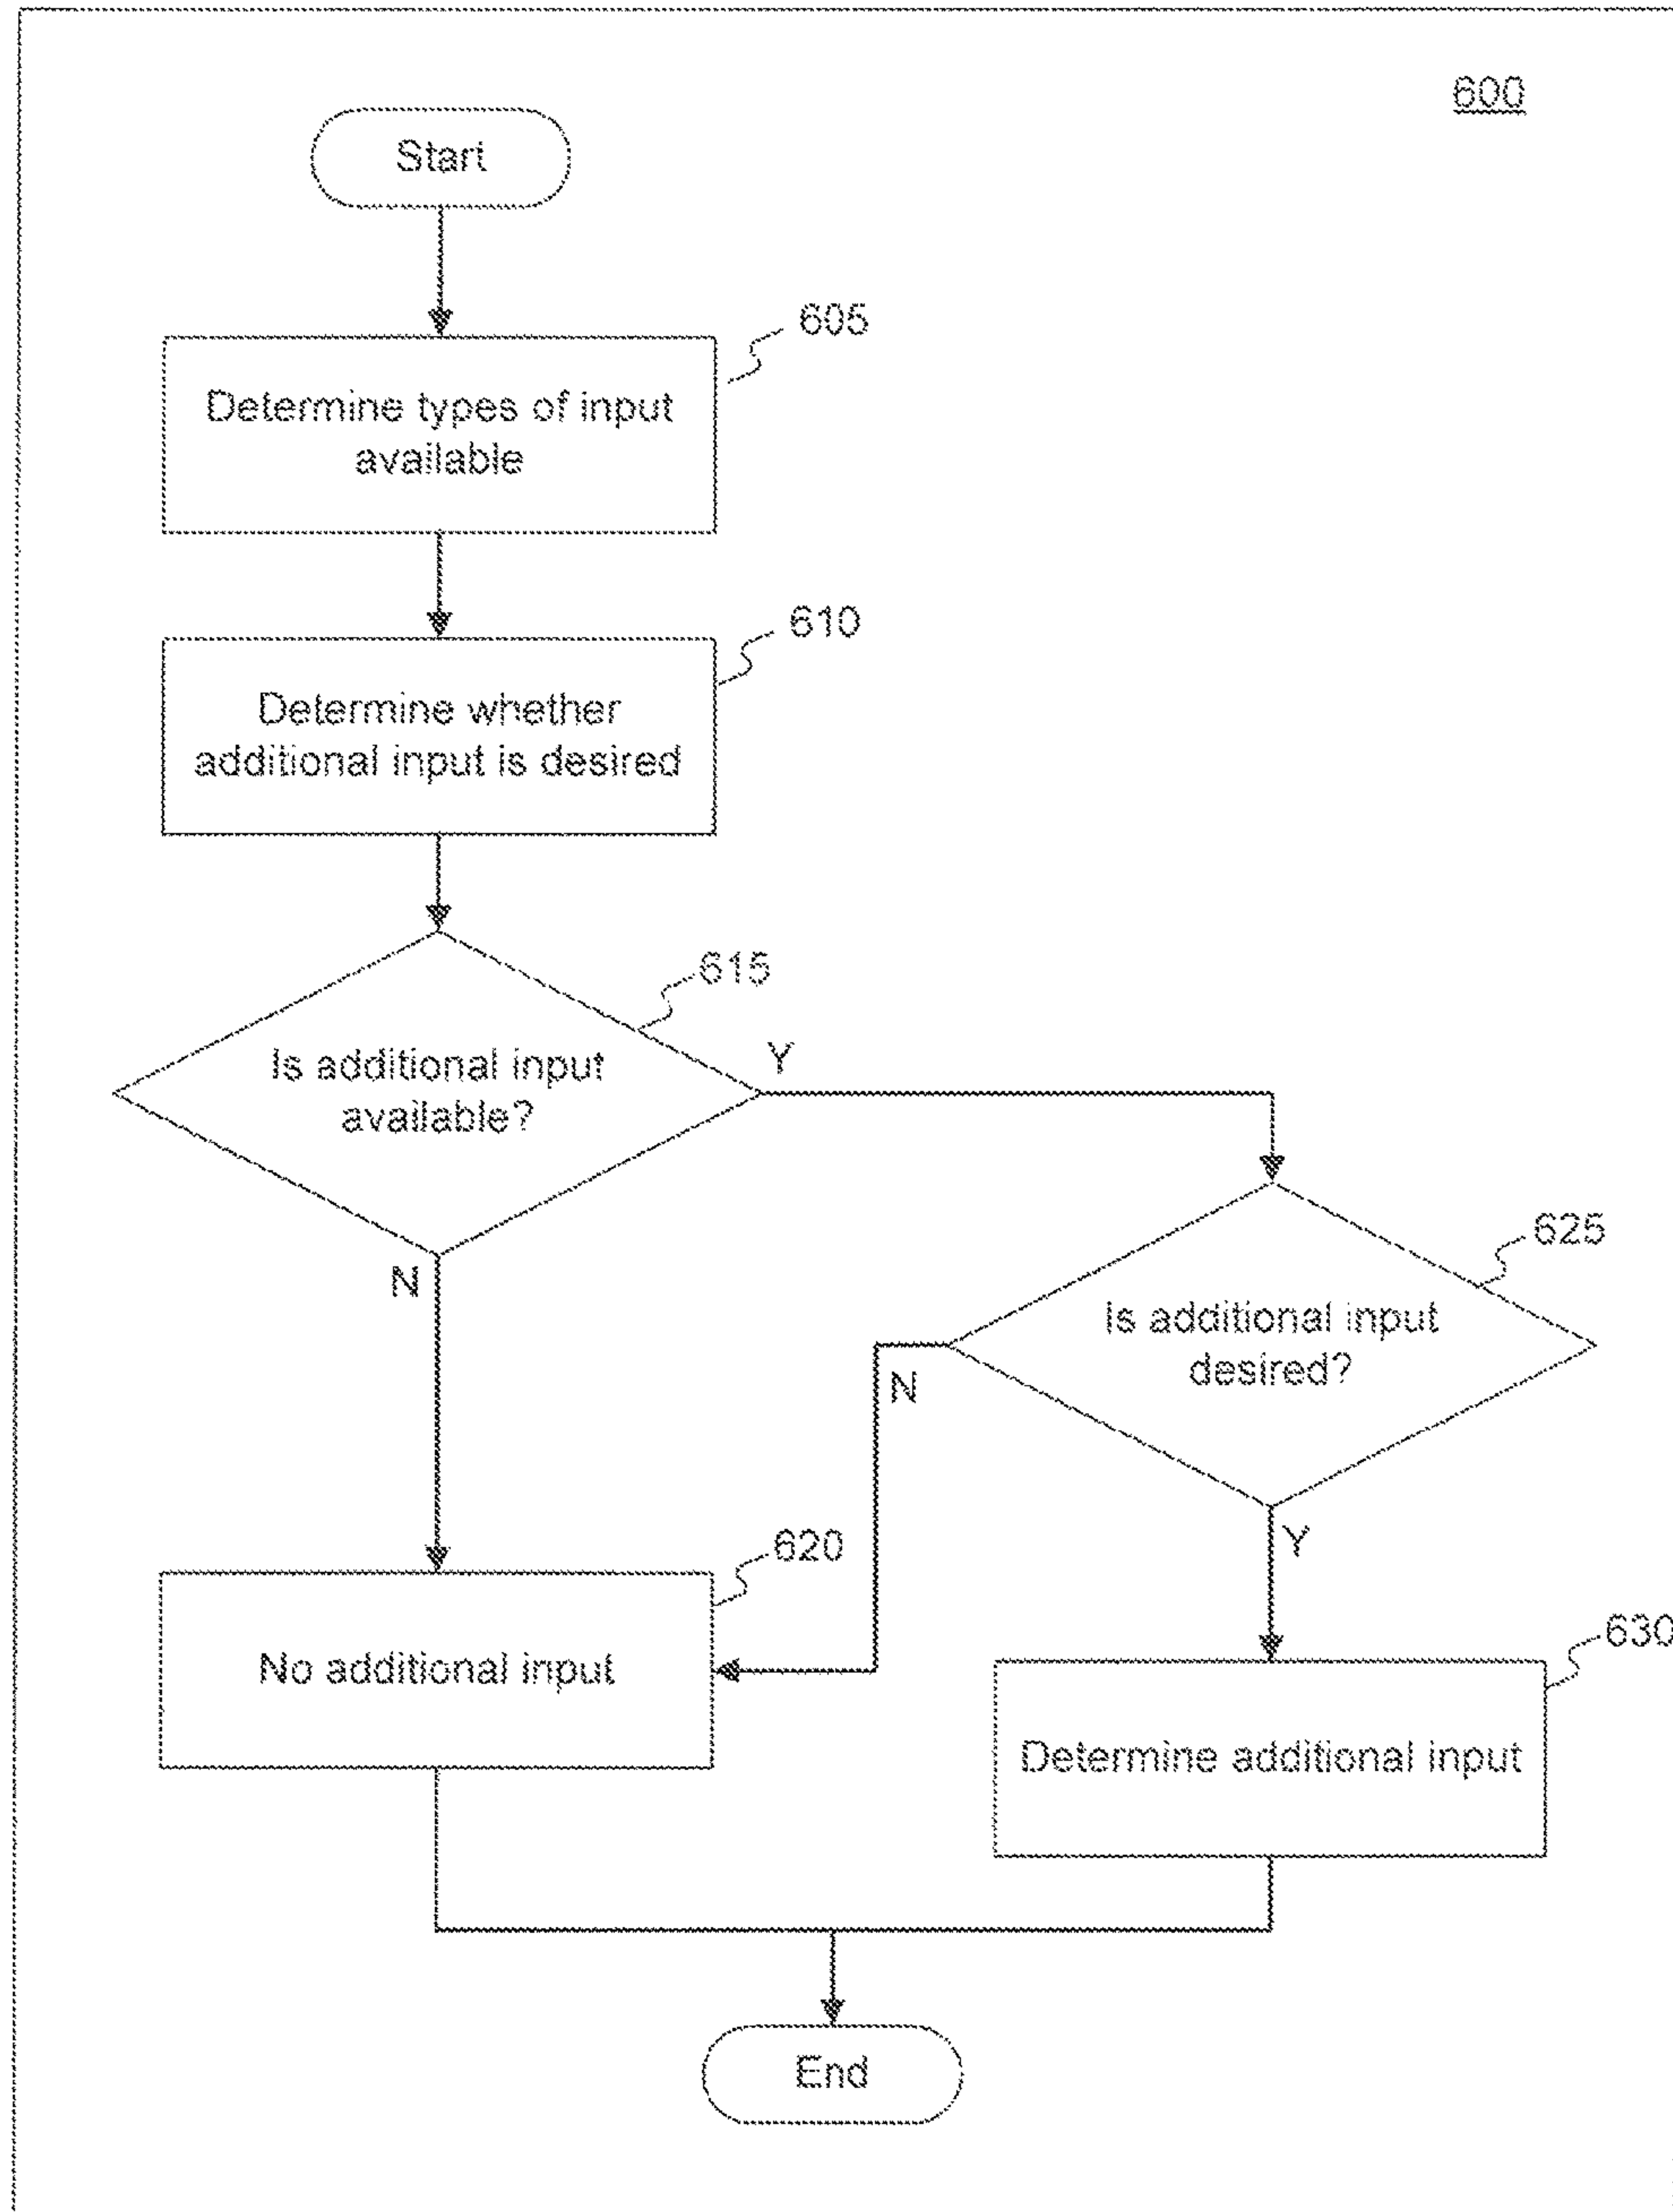 600
Start
605
Determine types of input
available
610
Determine whether
additional input is desired
615
Is additional input
available?
Y
N
625
Is additional input
desired?
N
Y
620
No additional input
630
Determine additional input
End